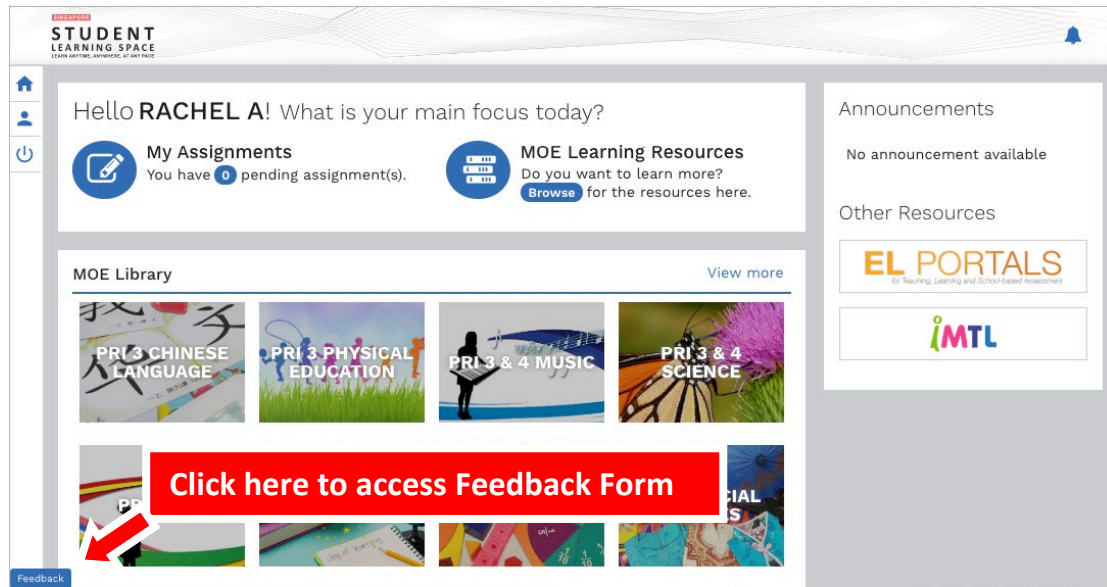 SINGAPORE
STUDENT
LEARNING SPACE
LEARN ANYTIME, ANYWHERE, AT ANY PACE
Hello RACHEL A! What is your main focus today?
My Assignments
You have 0 pending assignment(s).
MOE Learning Resources
Do you want to learn more?
Browse for the resources here.
Announcements
No announcement available
Other Resources
EL PORTALS
for Teaching, Learning and School-based Assessment
iMTL
MOE Library
View more
PRI 3 CHINESE
LANGUAGE
PRI 3 PHYSICAL
EDUCATION
PRI 3 & 4 MUSIC
PRI 3 & 4
SCIENCE
Click here to access Feedback Form
Joy of learning
Feedback